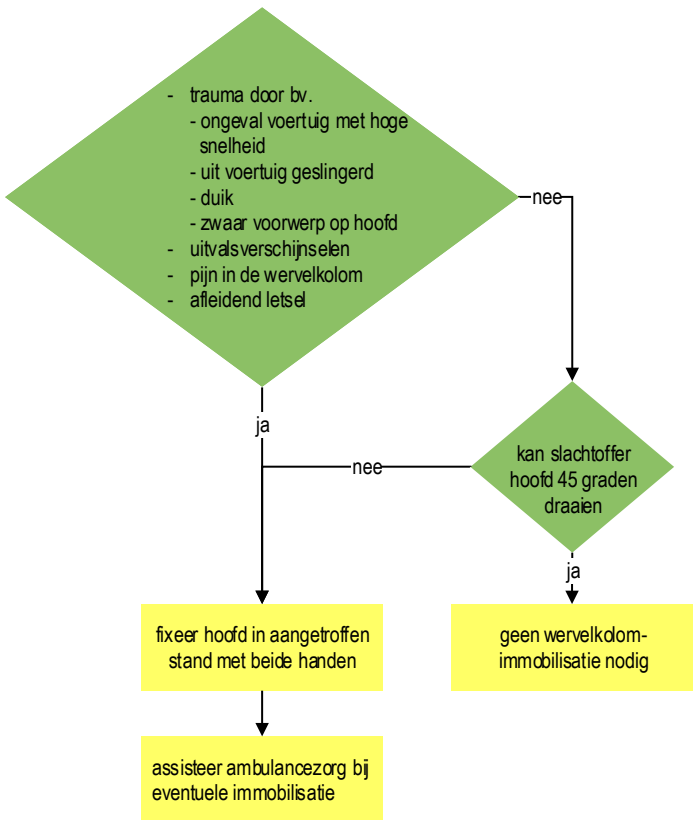 - trauma door bv.
- ongeval voertuig met hoge
snelheid
- uit voertuig geslingerd
- duik
- zwaar voorwerp op hoofd
- uitvalsverschijnselen
- pijn in de wervelkolom
- afleidend letsel
nee
ja
kan slachtoffer
hoofd 45 graden
draaien
nee
ja
fixeer hoofd in aangetroffen
stand met beide handen
geen wervelkolom-
immobilisatie nodig
assisteer ambulancezorg bij
eventuele immobilisatie